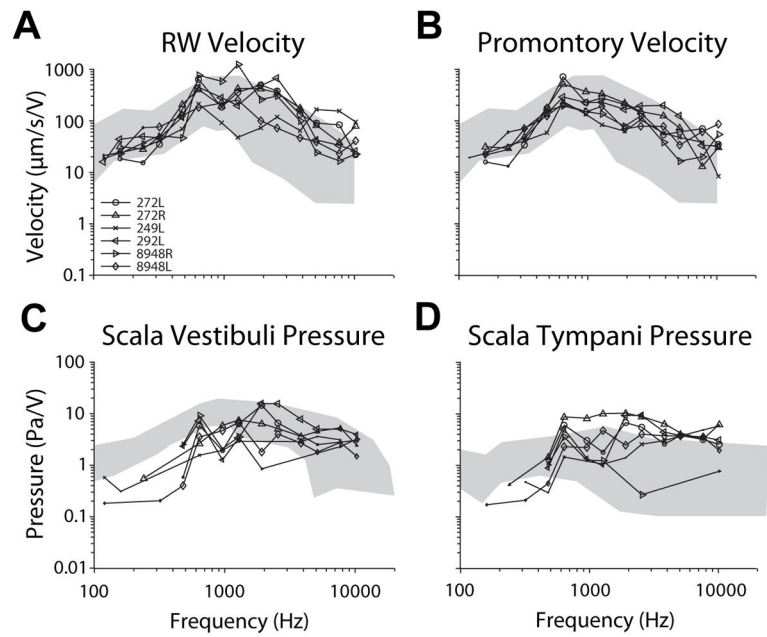 A
RW Velocity
B
Promontory Velocity
Velocity (μm/s/V)
1000
100
10
1
0.1
272L
272R
249L
292L
8948R
8948L
C
Scala Vestibuli Pressure
D
Scala Tympani Pressure
Pressure (Pa/V)
100
10
1
0.1
0.01
100
1000
10000
Frequency (Hz)
100
1000
10000
Frequency (Hz)